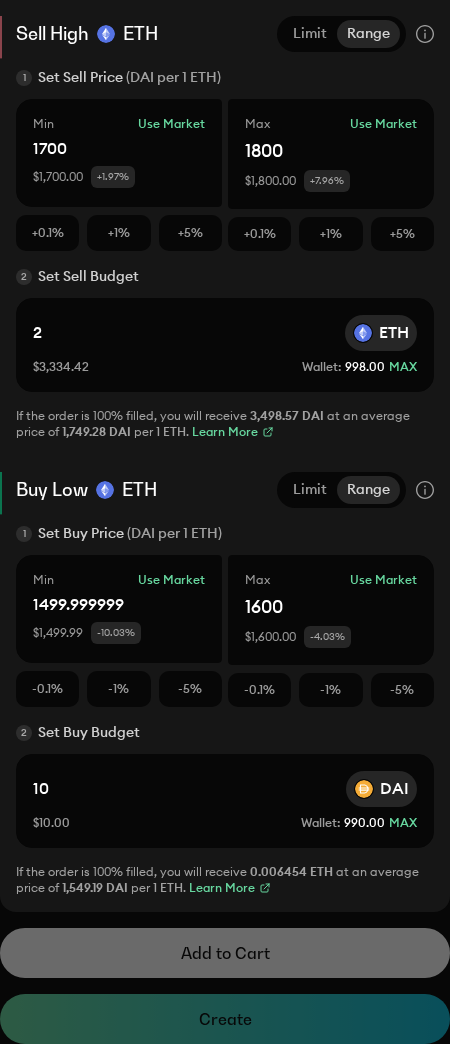 Sell High ETH Limit Range
1 Set Sell Price (DAI per 1 ETH)
Min Use Market Max Use Market
1700 1800
$1,700.00 +1.97% $1,800.00 +7.96%
+0.1% +1% +5% +0.1% +1% +5%
2 Set Sell Budget
2 ETH
$3,334.42 Wallet: 998.00 MAX
If the order is 100% filled, you will receive 3,498.57 DAI at an average
price of 1,749.28 DAI per 1 ETH. Learn More
Buy Low ETH Limit Range
1 Set Buy Price (DAI per 1 ETH)
Min Use Market Max Use Market
1499.999999 1600
$1,499.99 -10.03% $1,600.00 -4.03%
-0.1% -1% -5% -0.1% -1% -5%
2 Set Buy Budget
10 DAI
$10.00 Wallet: 990.00 MAX
If the order is 100% filled, you will receive 0.006454 ETH at an average
price of 1,549.19 DAI per 1 ETH. Learn More
Add to Cart
Create